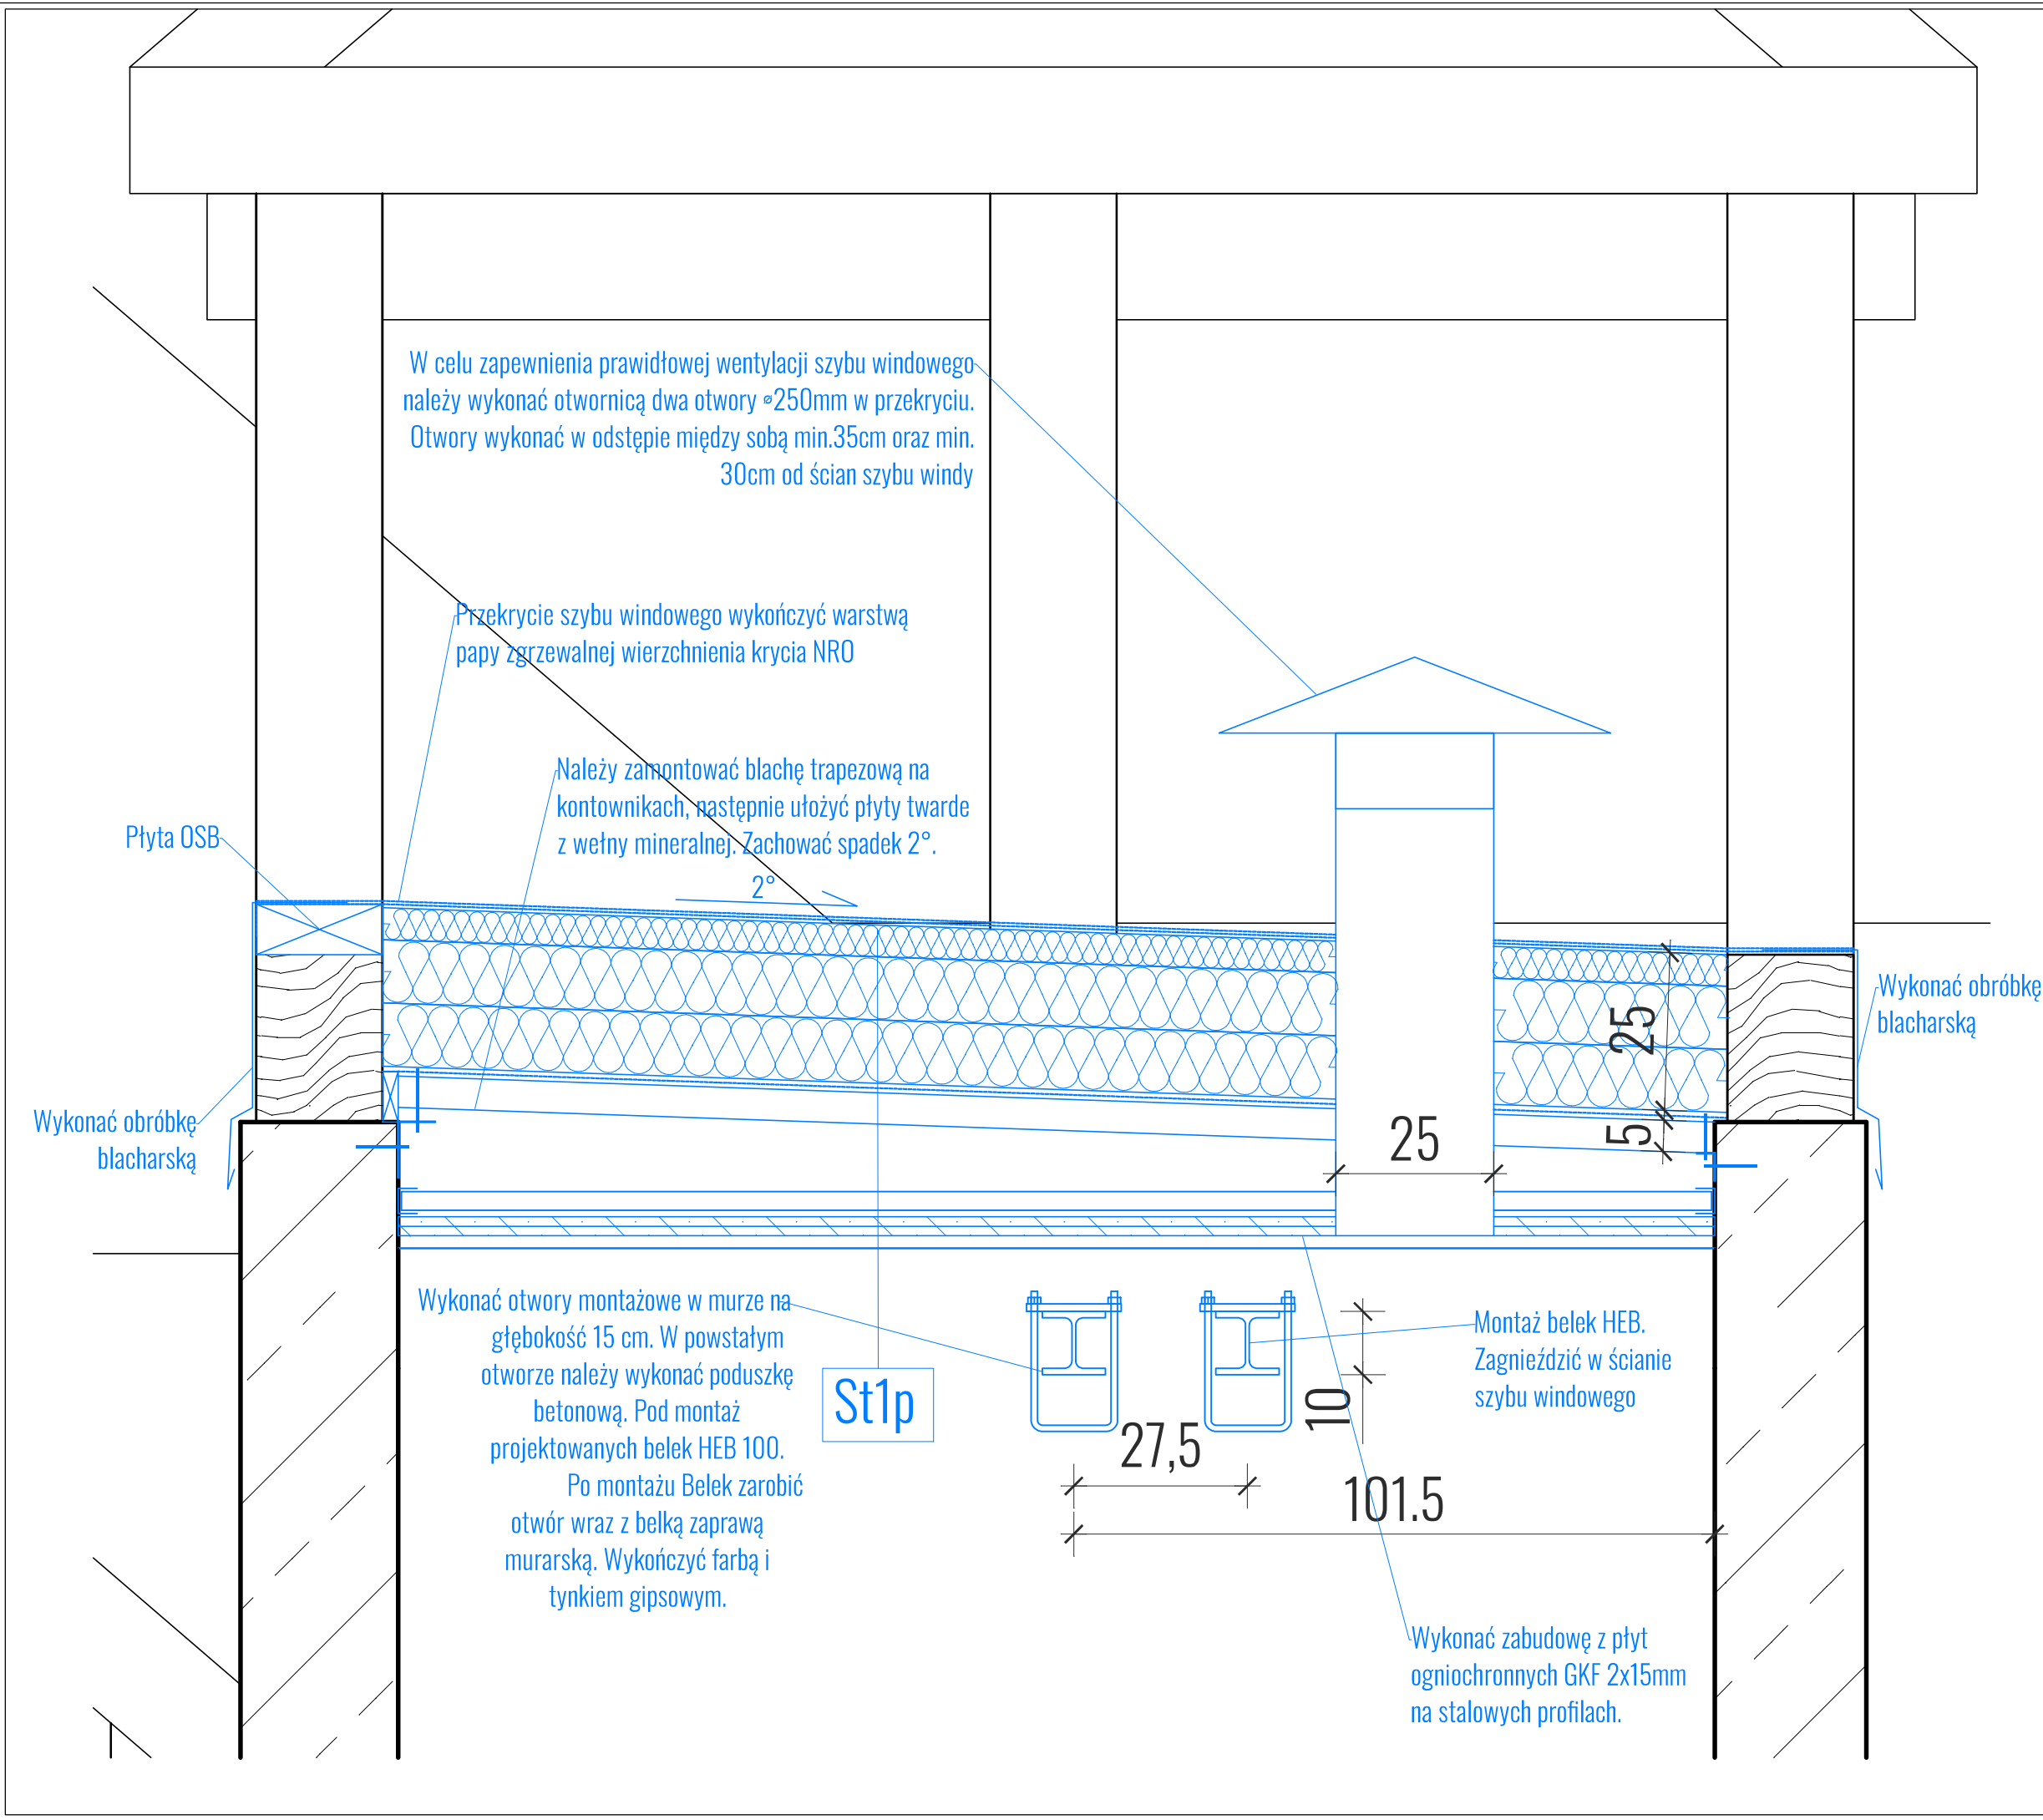 W celu zapewnienia prawidłowej wentylacji szybu windowego
należy wykonać otwornicą dwa otwory ⌀250mm w przekryciu.
Otwory wykonać w odstępie między sobą min.35cm oraz min.
30cm od ścian szybu windy
Przekrycie szybu windowego wykończyć warstwą
papy zgrzewalnej wierzchnienia krycia NRO
Należy zamontować blachę trapezową na
kontownikach, następnie ułożyć płyty twarde
z wełny mineralnej. Zachować spadek 2°.
Płyta OSB
2°
Wykonać obróbkę
blacharską
25
Wykonać obróbkę
blacharską
25
5
Wykonać otwory montażowe w murze na
głębokość 15 cm. W powstałym
otworze należy wykonać poduszkę
betonową. Pod montaż
projektowanych belek HEB 100.
Po montażu Belek zarobić
otwór wraz z belką zaprawą
murarską. Wykończyć farbą i
tynkiem gipsowym.
St1p
Montaż belek HEB.
Zagnieździć w ścianie
szybu windowego
10
27,5
101.5
Wykonać zabudowę z płyt
ogniochronnych GKF 2x15mm
na stalowych profilach.